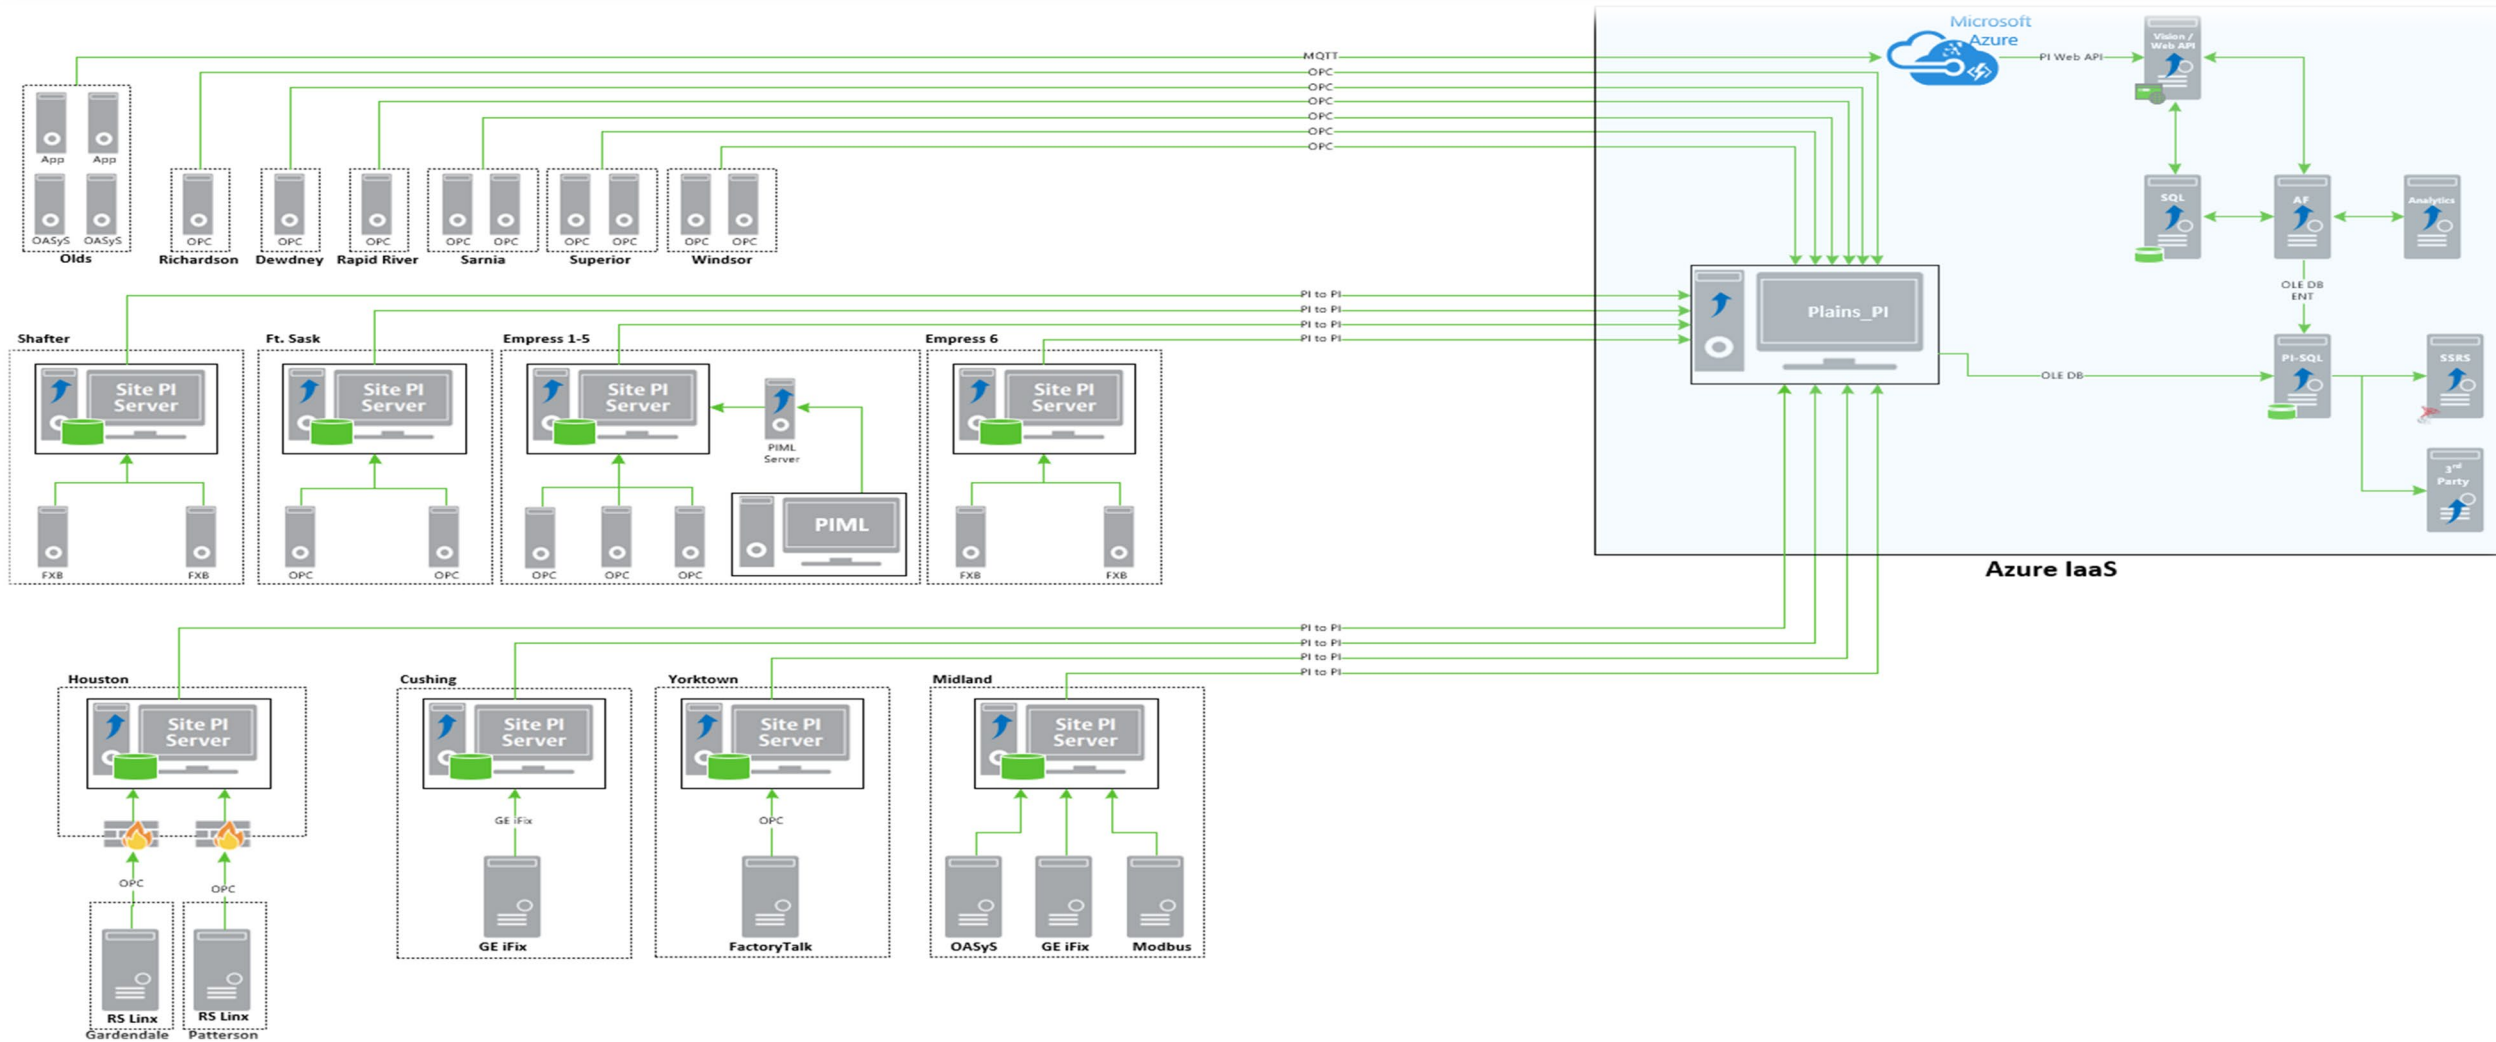 Microsoft
Azure
Vision /
Web API
MQTT
PI Web API
OPC
OPC
OPC
OPC
OPC
OPC
App
App
OASyS
OASyS
Olds
OPC
Richardson
OPC
Dewdney
OPC
Rapid River
OPC
OPC
Sarnia
OPC
OPC
Superior
OPC
OPC
Windsor
SQL
AF
Analytics
OLE DB
ENT
PI to PI
PI to PI
PI to PI
PI to PI
Plains_PI
OLE DB
PI-SQL
SSRS
3rd
Party
Azure IaaS
Shafter
Site PI
Server
FXB
FXB
Ft. Sask
Site PI
Server
OPC
OPC
Empress 1-5
Site PI
Server
PIML
Server
PIML
OPC
OPC
OPC
Empress 6
Site PI
Server
FXB
FXB
PI to PI
PI to PI
PI to PI
PI to PI
Houston
Site PI
Server
OPC
OPC
RS Linx
Gardendale
RS Linx
Patterson
Cushing
Site PI
Server
GE iFix
GE iFix
Yorktown
Site PI
Server
OPC
FactoryTalk
Midland
Site PI
Server
OASyS
GE iFix
Modbus